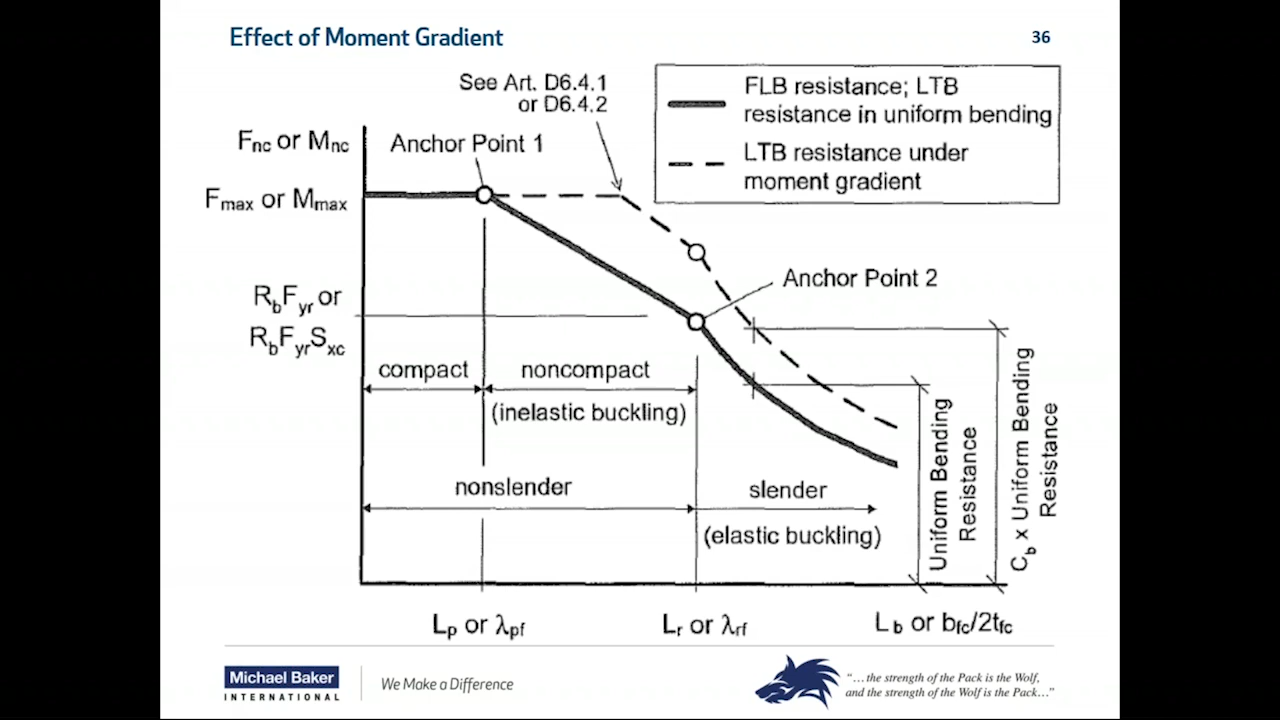 Effect of Moment Gradient
36
See Art. D6.4.1
or D6.4.2
FLB resistance; LTB
resistance in uniform bending
LTB resistance under
moment gradient
Fnc or Mnc
Anchor Point 1
Fmax or Mmax
Anchor Point 2
RbFyr or
RbFyrSxc
compact
noncompact
(inelastic buckling)
nonslender
slender
(elastic buckling)
Uniform Bending
Resistance
Cb x Uniform Bending
Resistance
Lp or λpf
Lr or λrf
Lb or bfc/2tfc
Michael Baker
INTERNATIONAL
We Make a Difference
“…the strength of the Pack is the Wolf,
and the strength of the Wolf is the Pack…”